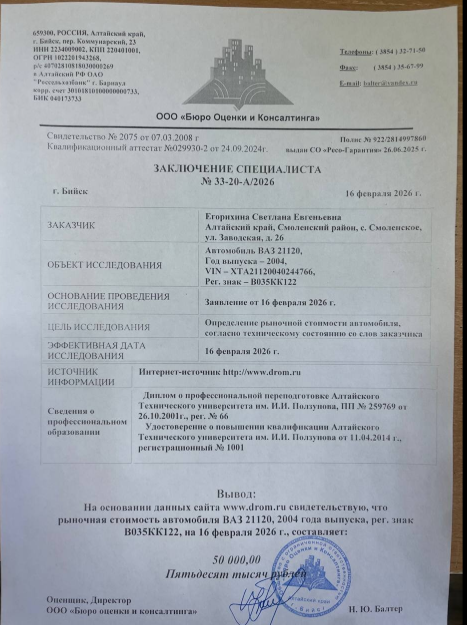 659300, РОССИЯ, Алтайский край,
г. Бийск, пер. Коммунарский, 23
ИНН 2234009002, КПП 220401001,
ОГРН 1022201943268,
р/с 40702810818030000269
в Алтайский РФ ОАО
"Россельхозбанк" г. Барнаул
корр. счет 30101810100000000733,
БИК 040173733
Телефоны: ( 3854 ) 32-71-50
Факс: ( 3854 ) 35-67-99
E-mail: balter@yandex.ru
ООО «Бюро Оценки и Консалтинга»
Свидетельство № 2075 от 07.03.2008 г
Квалификационный аттестат №029930-2 от 24.09.2024г.
Полис № 922/2814997860
выдан СО «Ресо-Гарантия» 26.06.2025 г.
ЗАКЛЮЧЕНИЕ СПЕЦИАЛИСТА
№ 33-20-А/2026
г. Бийск
16 февраля 2026 г.
ЗАКАЗЧИК
Егорихина Светлана Евгеньевна
Алтайский край, Смоленский район, с. Смоленское,
ул. Заводская, д. 26
ОБЪЕКТ ИССЛЕДОВАНИЯ
Автомобиль ВАЗ 21120,
Год выпуска – 2004,
VIN – XTA21120040244766,
Рег. знак – В035КК122
ОСНОВАНИЕ ПРОВЕДЕНИЯ
ИССЛЕДОВАНИЯ
Заявление от 16 февраля 2026 г.
ЦЕЛЬ ИССЛЕДОВАНИЯ
Определение рыночной стоимости автомобиля,
согласно техническому состоянию со слов заказчика
ЭФФЕКТИВНАЯ ДАТА
ИССЛЕДОВАНИЯ
16 февраля 2026 г.
ИСТОЧНИК
ИНФОРМАЦИИ
Интернет-источник http://www.drom.ru
Сведения о
профессиональном
образовании
Диплом о профессиональной переподготовке Алтайского
Технического университета им. И.И. Ползунова, ПП № 259769 от
26.10.2001г., рег. № 66
Удостоверение о повышении квалификации Алтайского
Технического университета им. И.И. Ползунова от 11.04.2014 г.,
регистрационный № 1001
Вывод:
На основании данных сайта www.drom.ru свидетельствую, что
рыночная стоимость автомобиля ВАЗ 21120, 2004 года выпуска, рег. знак
В035КК122, на 16 февраля 2026 г., составляет:
50 000,00
Пятьдесят тысяч рублей
Оценщик, Директор
ООО «Бюро оценки и консалтинга»
Н. Ю. Балтер